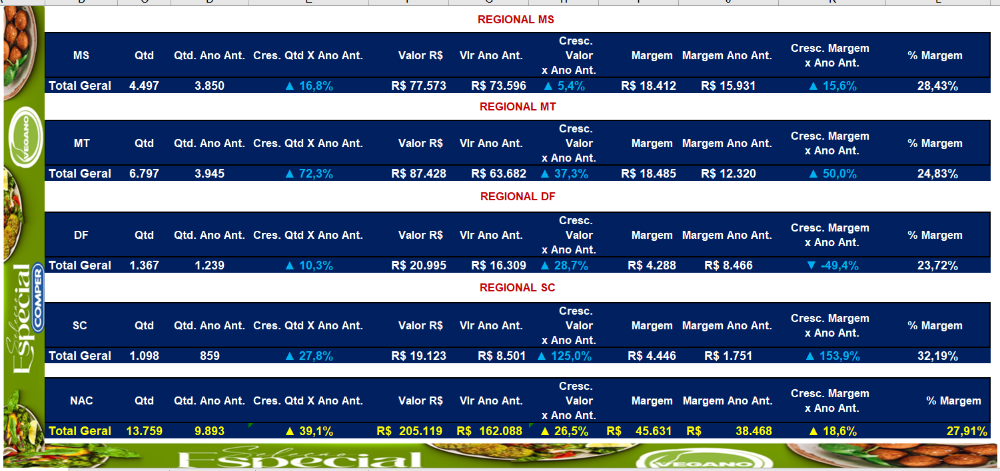 REGIONAL MS
MS Qtd Qtd. Ano Ant. Cres. Qtd X Ano Ant. Valor R$ Vlr Ano Ant. Cresc. Valor x Ano Ant. Margem Margem Ano Ant. Cresc. Margem x Ano Ant. % Margem
Total Geral 4.497 3.850 ▲ 16,8% R$ 77.573 R$ 73.596 ▲ 5,4% R$ 18.412 R$ 15.931 ▲ 15,6% 28,43%
REGIONAL MT
MT Qtd Qtd. Ano Ant. Cres. Qtd X Ano Ant. Valor R$ Vlr Ano Ant. Cresc. Valor x Ano Ant. Margem Margem Ano Ant. Cresc. Margem x Ano Ant. % Margem
Total Geral 6.797 3.945 ▲ 72,3% R$ 87.428 R$ 63.682 ▲ 37,3% R$ 18.485 R$ 12.320 ▲ 50,0% 24,83%
REGIONAL DF
DF Qtd Qtd. Ano Ant. Cres. Qtd X Ano Ant. Valor R$ Vlr Ano Ant. Cresc. Valor x Ano Ant. Margem Margem Ano Ant. Cresc. Margem x Ano Ant. % Margem
Total Geral 1.367 1.239 ▲ 10,3% R$ 20.995 R$ 16.309 ▲ 28,7% R$ 4.288 R$ 8.466 ▼ -49,4% 23,72%
REGIONAL SC
SC Qtd Qtd. Ano Ant. Cres. Qtd X Ano Ant. Valor R$ Vlr Ano Ant. Cresc. Valor x Ano Ant. Margem Margem Ano Ant. Cresc. Margem x Ano Ant. % Margem
Total Geral 1.098 859 ▲ 27,8% R$ 19.123 R$ 8.501 ▲ 125,0% R$ 4.446 R$ 1.751 ▲ 153,9% 32,19%
NAC Qtd Qtd. Ano Ant. Cres. Qtd X Ano Ant. Valor R$ Vlr Ano Ant. Cresc. Valor x Ano Ant. Margem Margem Ano Ant. Cresc. Margem x Ano Ant. % Margem
Total Geral 13.759 9.893 ▲ 39,1% R$ 205.119 R$ 162.088 ▲ 26,5% R$ 45.631 R$ 38.468 ▲ 18,6% 27,91%
VEGANO
Seleção
Especial
COMPER
Seleção
Especial
VEGANO